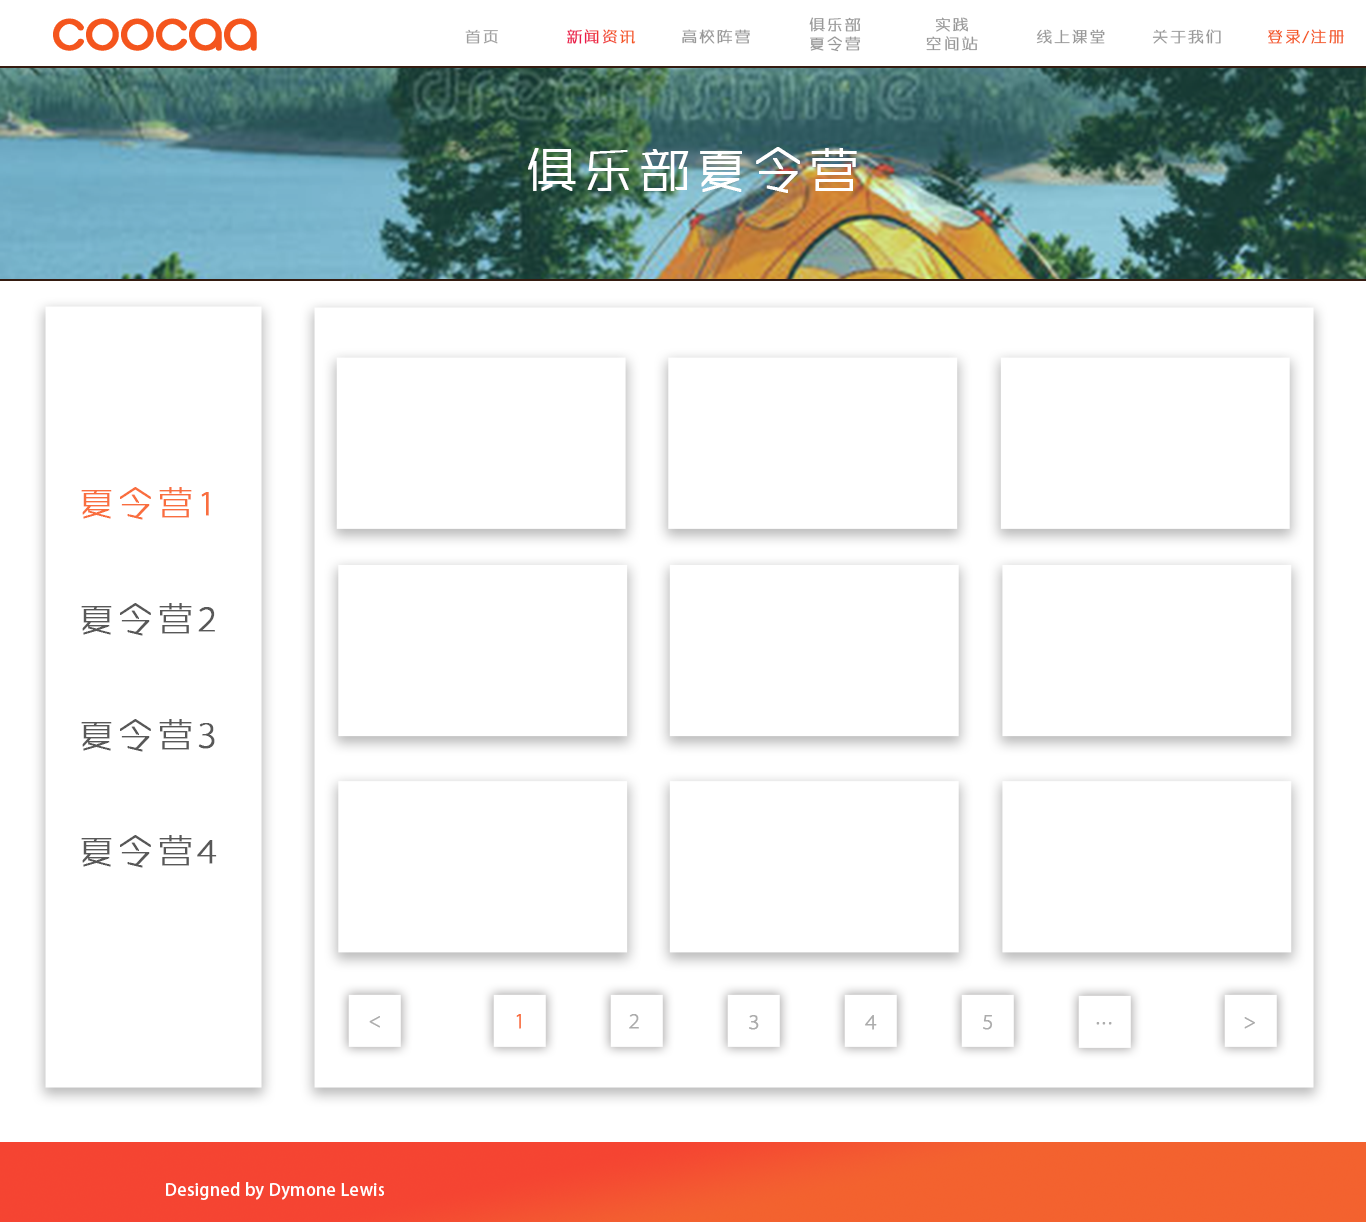 coocaa
首页
新闻资讯
高校阵营
俱乐部
夏令营
实践
空间站
线上课堂
关于我们
登录/注册
dreamstime
俱乐部夏令营
夏令营1
夏令营2
夏令营3
夏令营4
<
1
2
3
4
5
...
>
Designed by Dymone Lewis